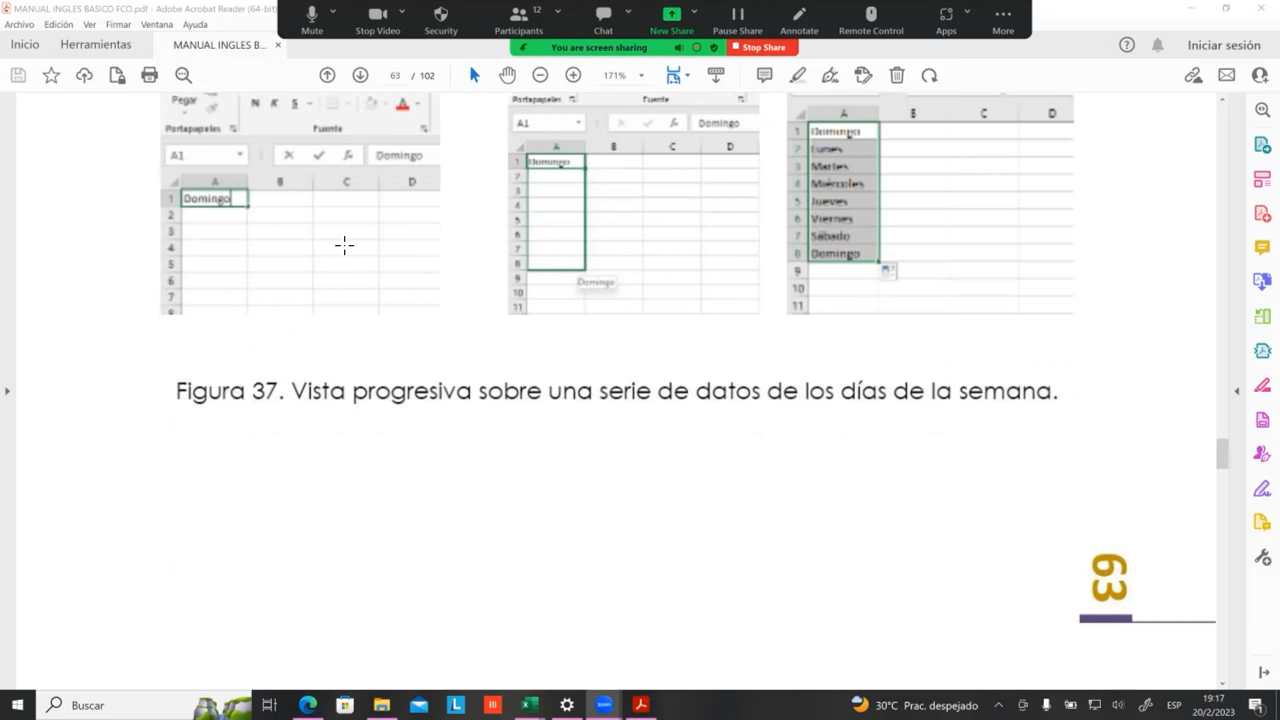 MANUAL INGLES BASICO FCO.pdf - Adobe Acrobat Reader (64-bit)
Archivo Edición Ver Firmar Ventana Ayuda
Mute
Stop Video
Security
12
Participants
Chat
New Share
Pause Share
Annotate
Remote Control
Apps
More
You are screen sharing
Stop Share
Inicio
Herramientas
MANUAL INGLES B...
Iniciar sesión
63 / 102
171%
Pegar
N K S
A
Portapapeles
Fuente
A1
fx
Domingo
A B C D
1 Domingo
2
3
4
5
6
7
Portapapeles
Fuente
A1
fx
Domingo
A B C D
1 Domingo
2
3
4
5
6
7
8
9
10
11
Domingo
A B C D
1 Domingo
2 Lunes
3 Martes
4 Miércoles
5 Jueves
6 Viernes
7 Sábado
8 Domingo
9
10
11
Figura 37. Vista progresiva sobre una serie de datos de los días de la semana.
63
Buscar
zoom
30°C Prac. despejado
ESP
19:17
20/2/2023